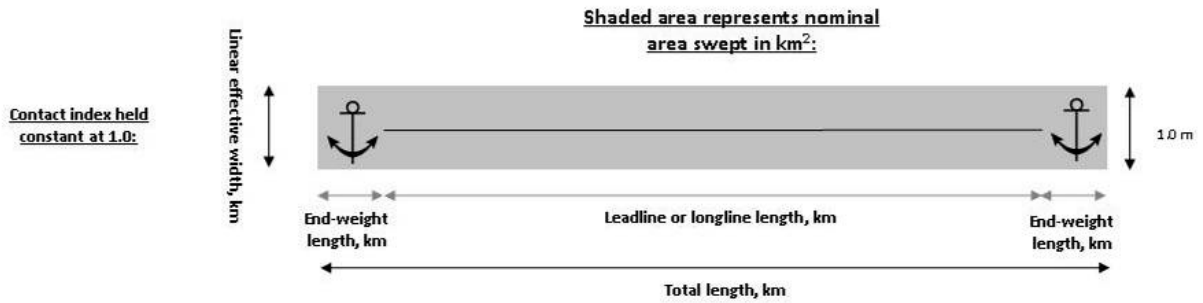 Shaded area represents nominal
area swept in km²:
Linear effective width, km
Contact index held
constant at 1.0:
1.0 m
End-weight
length, km
Leadline or longline length, km
End-weight
length, km
Total length, km